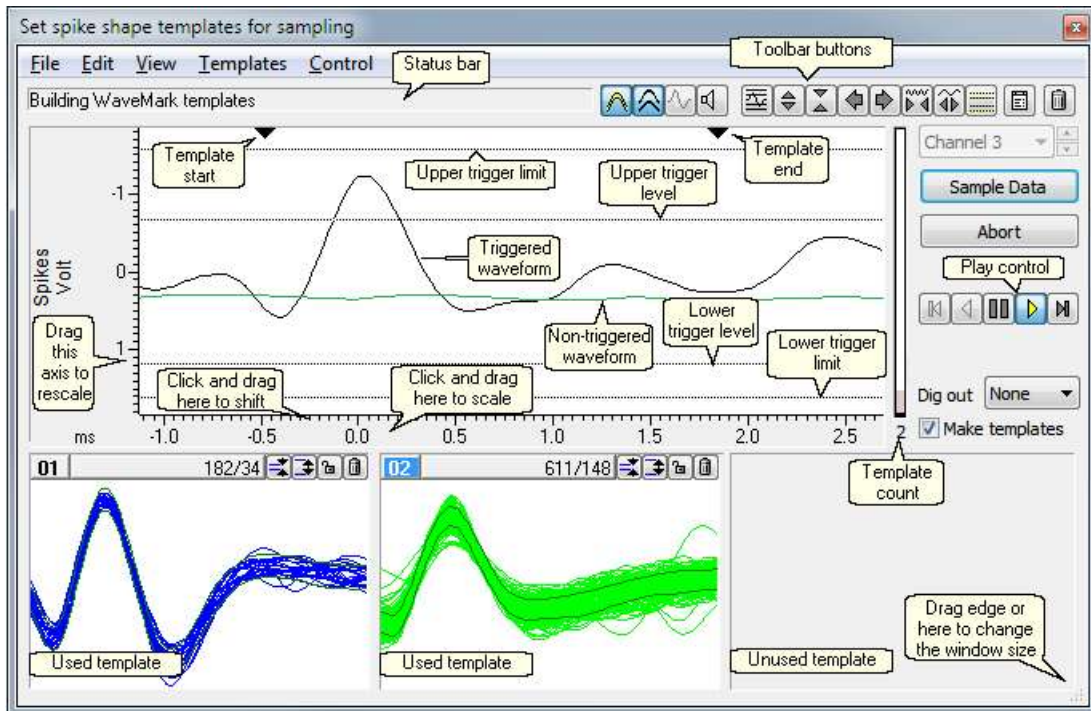 Set spike shape templates for sampling
File Edit View Templates Control
Status bar
Toolbar buttons
Building WaveMark templates
Template
start
Upper trigger limit
Upper trigger
level
Template
end
Channel 3
Sample Data
Abort
Play control
-1
0
1
Spikes
Volt
Triggered
waveform
Non-triggered
waveform
Lower
trigger level
Lower trigger
limit
Drag
this
axis to
rescale
Click and drag
here to shift
Click and drag
here to scale
Dig out None
Make templates
ms -1.0 -0.5 0.0 0.5 1.0 1.5 2.0 2.5
2
Template
count
01 182/34
02 611/148
Used template
Used template
Unused template
Drag edge or
here to change
the window size